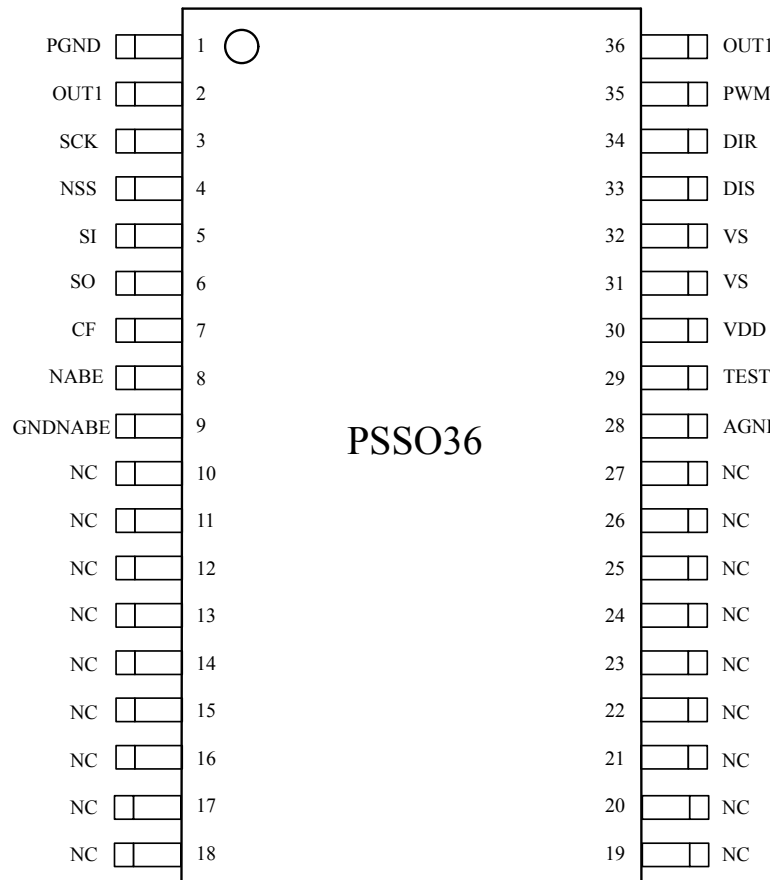 PGND 1 36 OUT1
OUT1 2 35 PWM
SCK 3 34 DIR
NSS 4 33 DIS
SI 5 32 VS
SO 6 31 VS
CF 7 30 VDD
NABE 8 29 TEST
GNDNABE 9 28 AGN
PSSO36
NC 10 27 NC
NC 11 26 NC
NC 12 25 NC
NC 13 24 NC
NC 14 23 NC
NC 15 22 NC
NC 16 21 NC
NC 17 20 NC
NC 18 19 NC